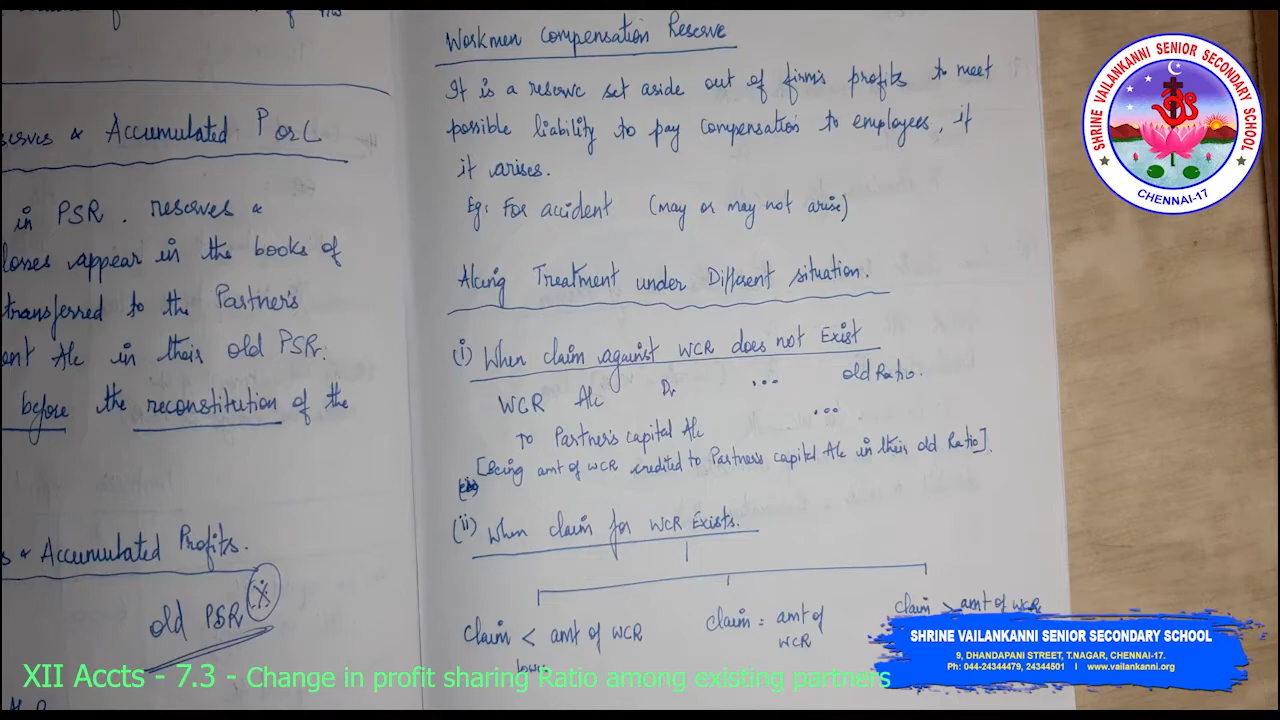 serves & Accumulated P or L
in PSR. reserves &
losses appear in the books of
transferred to the Partner's
ent A/c in their old PSR.
before the reconstitution of the
s & Accumulated Profits.
old PSR
Workmen Compensation Reserve
It is a reserve set aside out of firm's profits to meet
possible liability to pay compensation to employees, if
it arises.
Eg: For accident (may or may not arise)
A/cing Treatment under Different situation.
(i) When claim against WCR does not Exist
WCR A/c Dr ... old Ratio.
To Partner's capital A/c ...
[Being amt of WCR credited to Partner's capital A/c in their old Ratio].
(ii) When claim for WCR Exists.
Claim < amt of WCR
claim = amt of
WCR
claim > amt of WCR
SHRINE VAILANKANNI SENIOR SECONDARY SCHOOL
CHENNAI-17
SHRINE VAILANKANNI SENIOR SECONDARY SCHOOL
9, DHANDAPANI STREET, T.NAGAR, CHENNAI-17.
Ph: 044-24344479, 24344501 I www.vailankanni.org
XII Accts - 7.3 - Change in profit sharing Ratio among existing partners